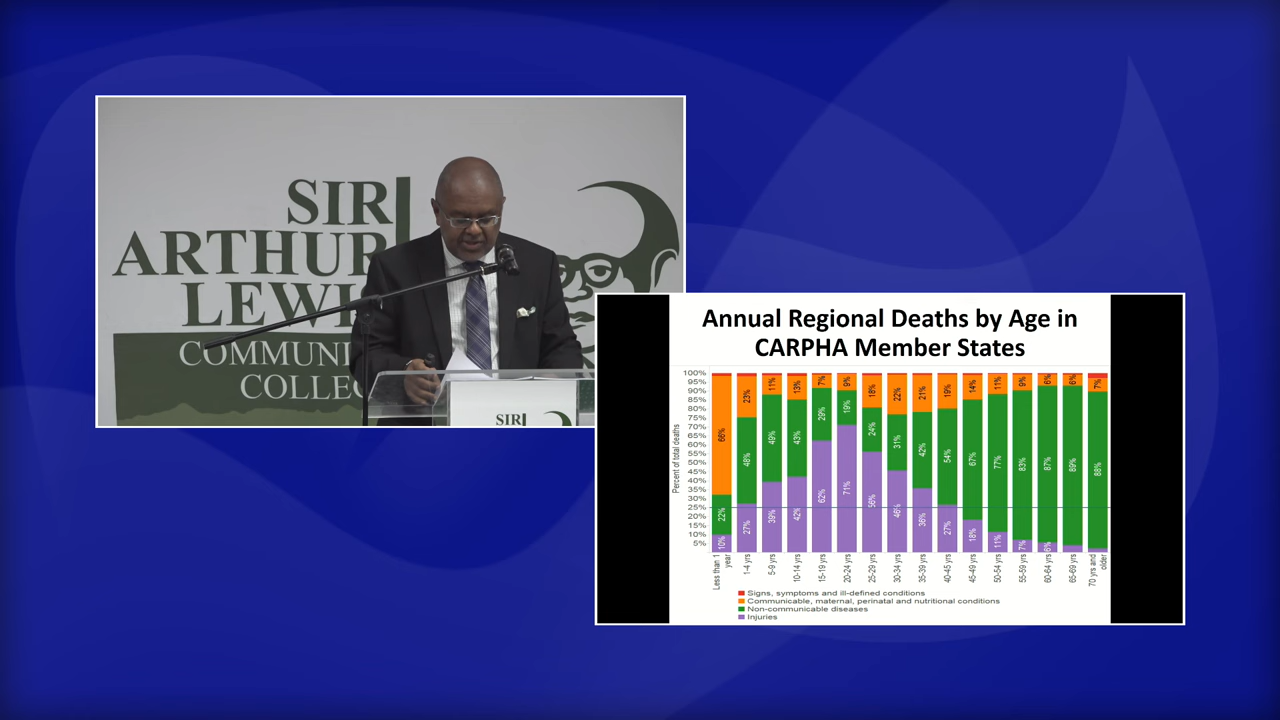 SIR
ARTHUR
LEWI
COMMUNI
COLLEG
SIR
Annual Regional Deaths by Age in
CARPHA Member States
Percent of total deaths
100%
95%
90%
85%
80%
75%
70%
65%
60%
55%
50%
45%
40%
35%
30%
25%
20%
15%
10%
5%
66%
22%
10%
23%
48%
27%
11%
49%
39%
13%
43%
42%
7%
29%
62%
9%
19%
71%
18%
24%
56%
22%
31%
46%
21%
42%
36%
19%
54%
27%
14%
67%
18%
11%
77%
11%
9%
83%
7%
6%
87%
6%
6%
89%
7%
88%
Less than 1
year
1-4 yrs
5-9 yrs
10-14 yrs
15-19 yrs
20-24 yrs
25-29 yrs
30-34 yrs
35-39 yrs
40-45 yrs
45-49 yrs
50-54 yrs
55-59 yrs
60-64 yrs
65-69 yrs
70 yrs and
older
Signs, symptoms and ill-defined conditions
Communicable, maternal, perinatal and nutritional conditions
Non-communicable diseases
Injuries